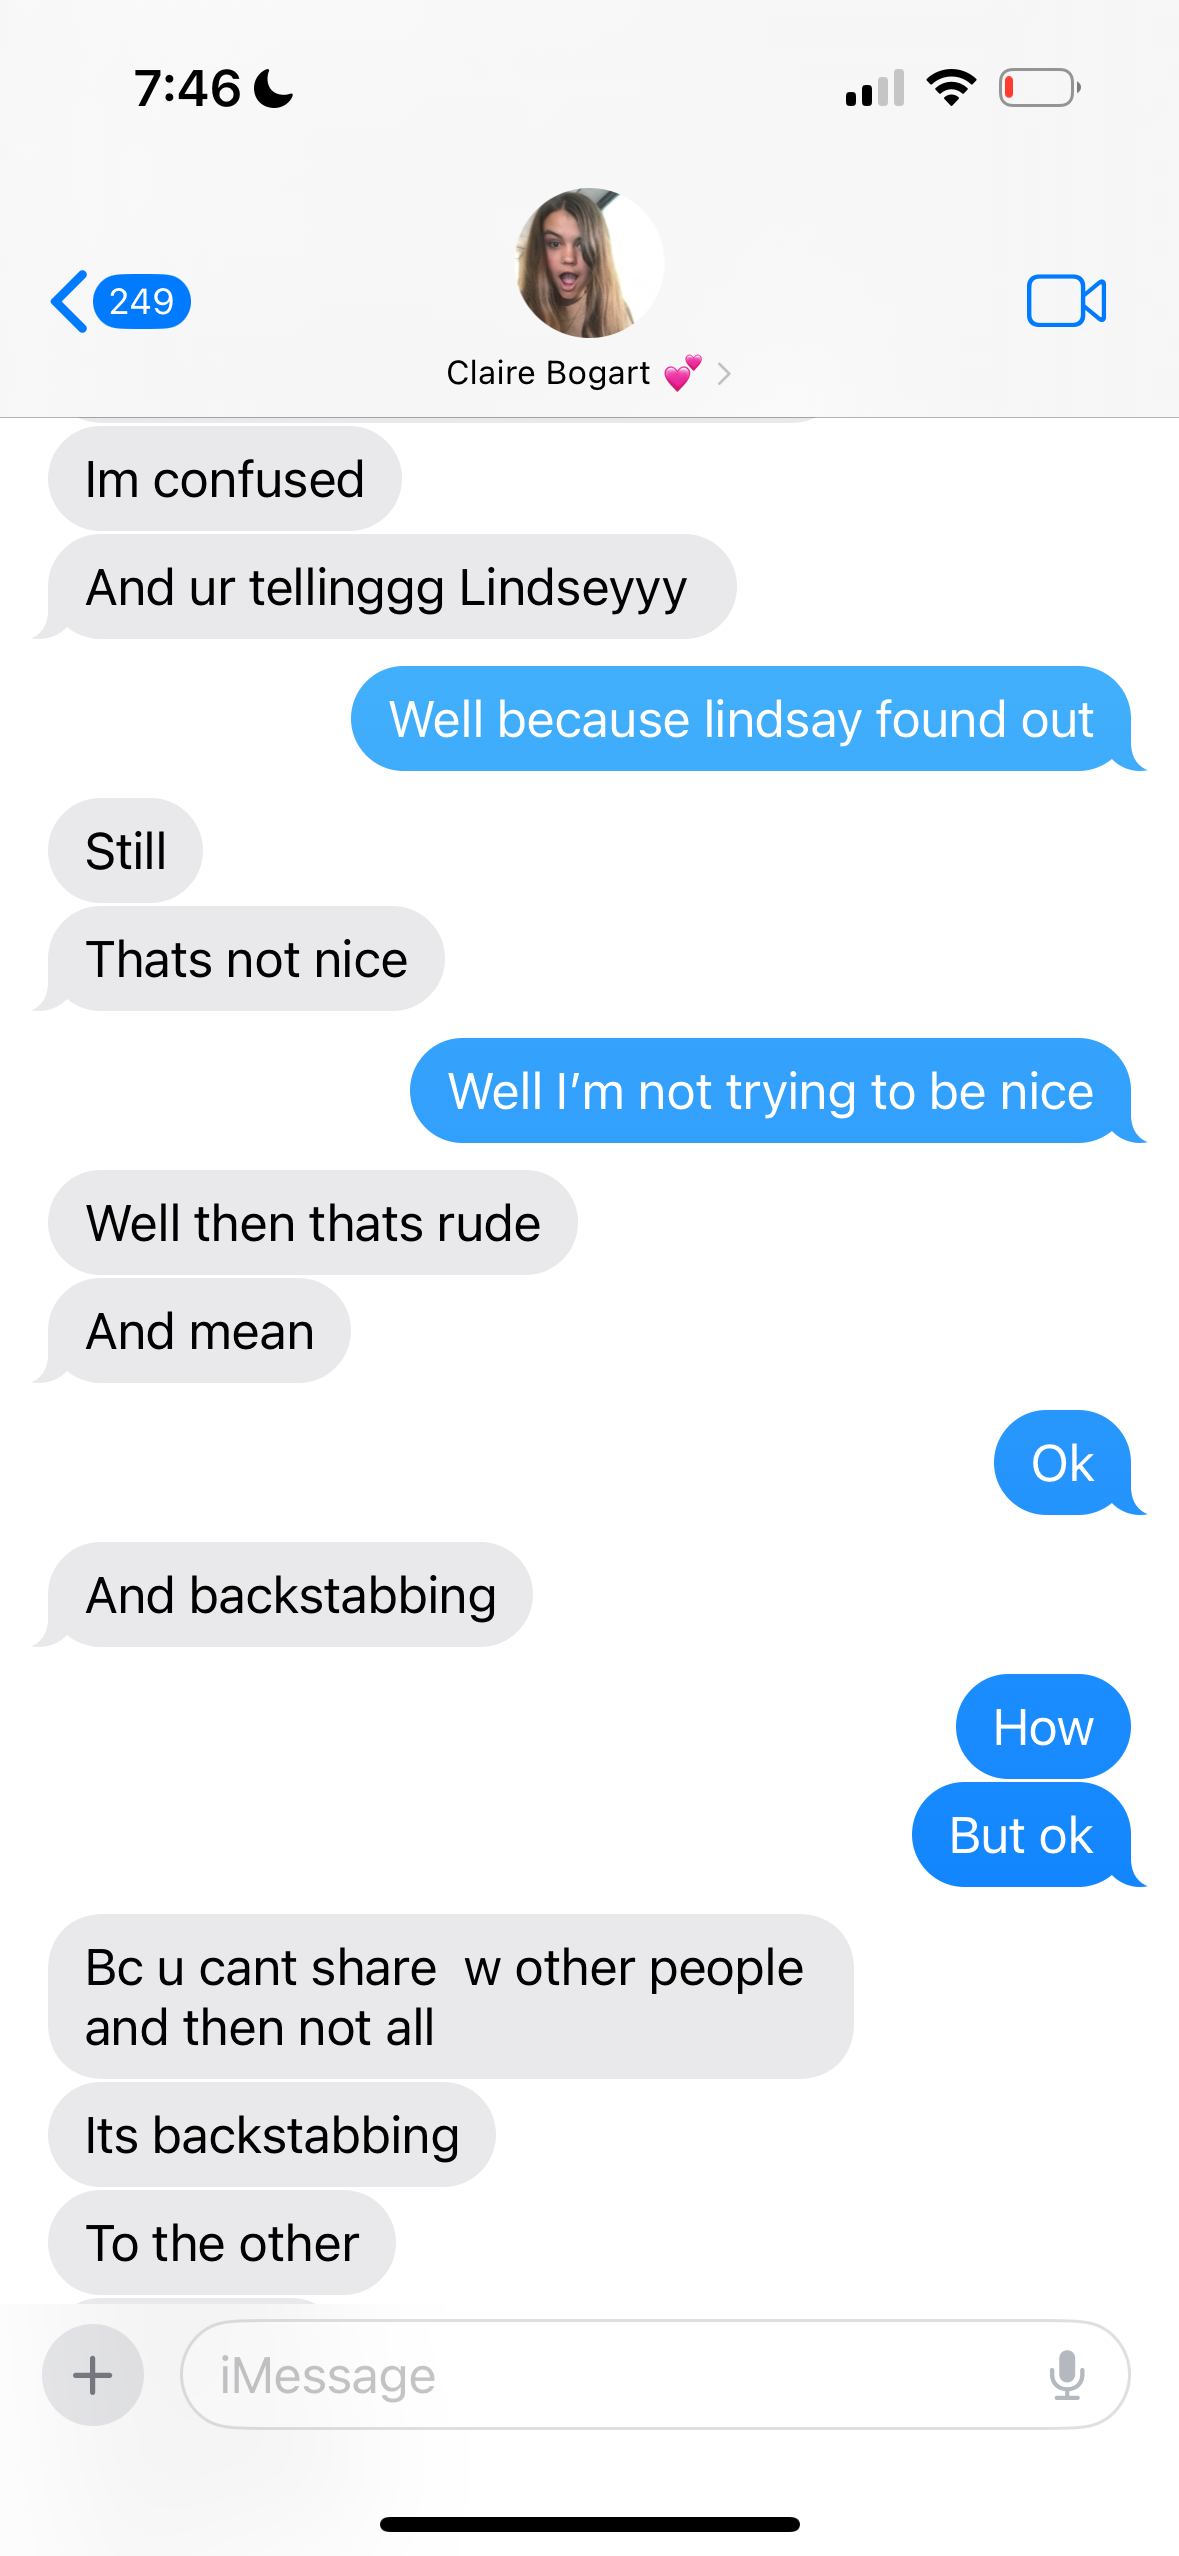 7:46
249
Claire Bogart 💕
Im confused
And ur tellinggg Lindseyyy
Well because lindsay found out
Still
Thats not nice
Well I’m not trying to be nice
Well then thats rude
And mean
Ok
And backstabbing
How
But ok
Bc u cant share  w other people
and then not all
Its backstabbing
To the other
iMessage